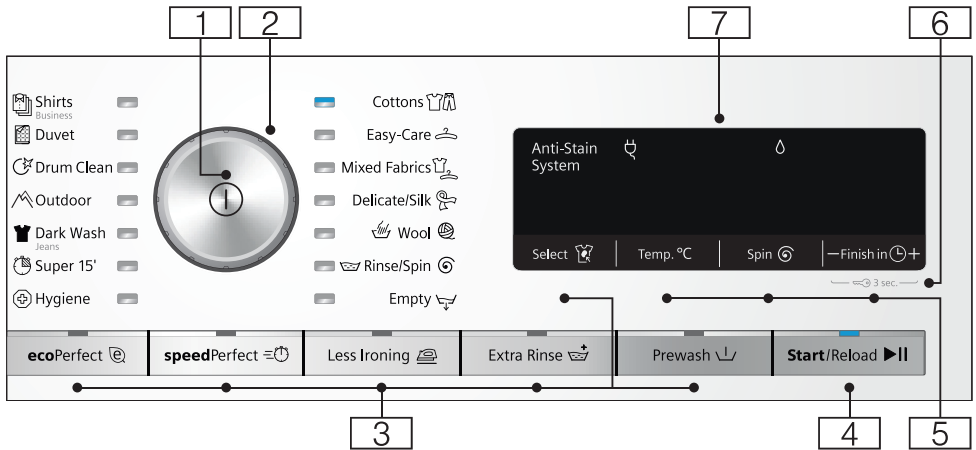 1
2
7
6
Shirts
Business
Duvet
Drum Clean
Outdoor
Dark Wash
Jeans
Super 15'
Hygiene
Cottons
Easy-Care
Mixed Fabrics
Delicate/Silk
Wool
Rinse/Spin
Empty
Anti-Stain
System
Select
Temp. °C
Spin
– Finish in +
3 sec.
ecoPerfect
speedPerfect
Less Ironing
Extra Rinse
Prewash
Start/Reload
3
4
5